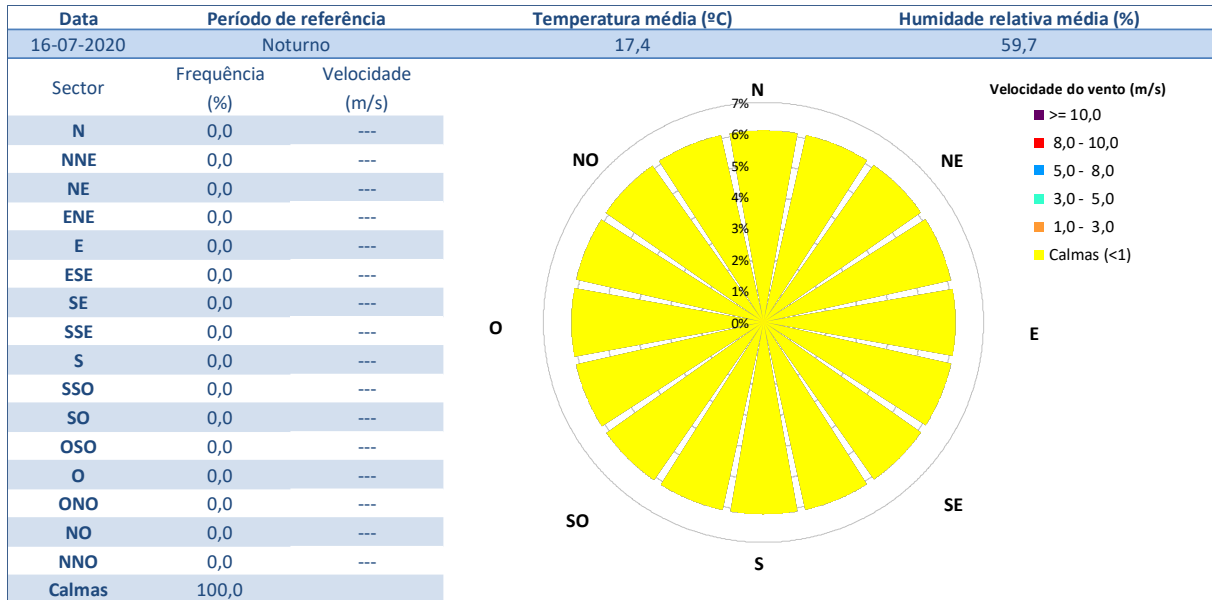 Data Período de referência Temperatura média (ºC) Humidade relativa média (%)
16-07-2020 Noturno 17,4 59,7
Sector Frequência (%) Velocidade (m/s)
N 0,0 ---
NNE 0,0 ---
NE 0,0 ---
ENE 0,0 ---
E 0,0 ---
ESE 0,0 ---
SE 0,0 ---
SSE 0,0 ---
S 0,0 ---
SSO 0,0 ---
SO 0,0 ---
OSO 0,0 ---
O 0,0 ---
ONO 0,0 ---
NO 0,0 ---
NNO 0,0 ---
Calmas 100,0
N
7%
6%
5%
4%
3%
2%
1%
0%
NO
NE
O
E
SO
SE
S
Velocidade do vento (m/s)
>= 10,0
8,0 - 10,0
5,0 - 8,0
3,0 - 5,0
1,0 - 3,0
Calmas (<1)